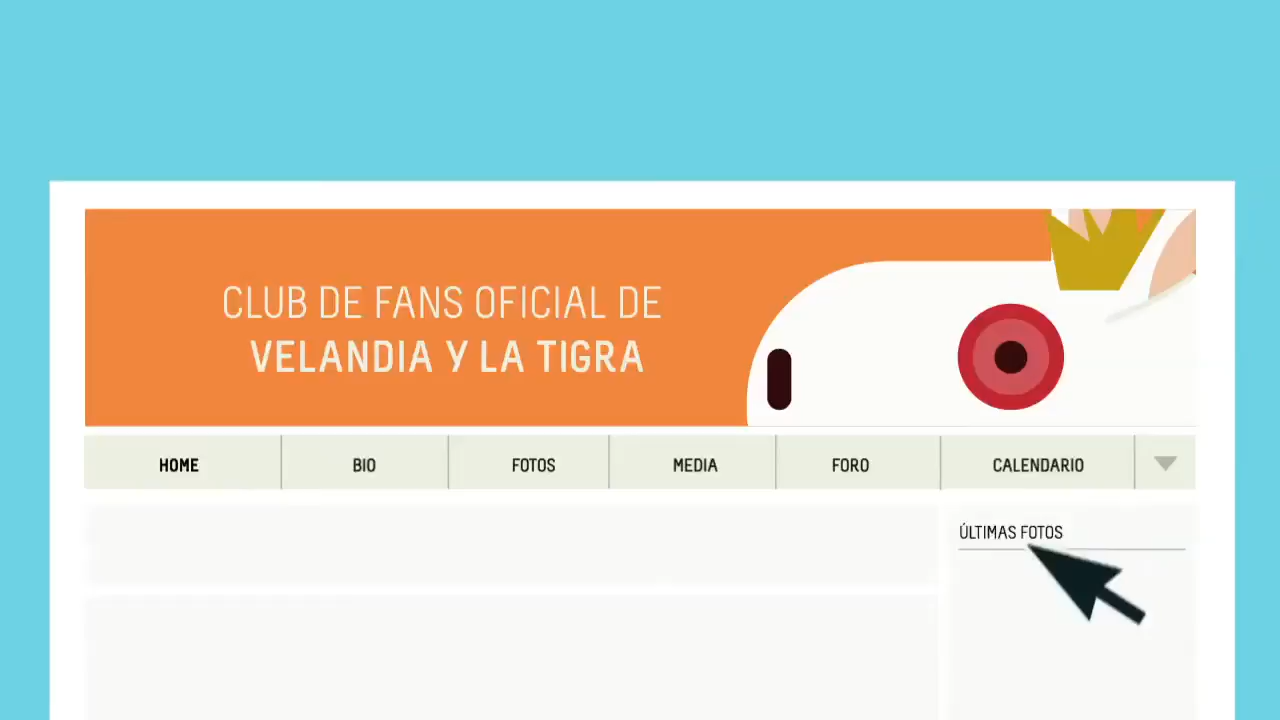 CLUB DE FANS OFICIAL DE
VELANDIA Y LA TIGRA
HOME BIO FOTOS MEDIA FORO CALENDARIO
ÚLTIMAS FOTOS